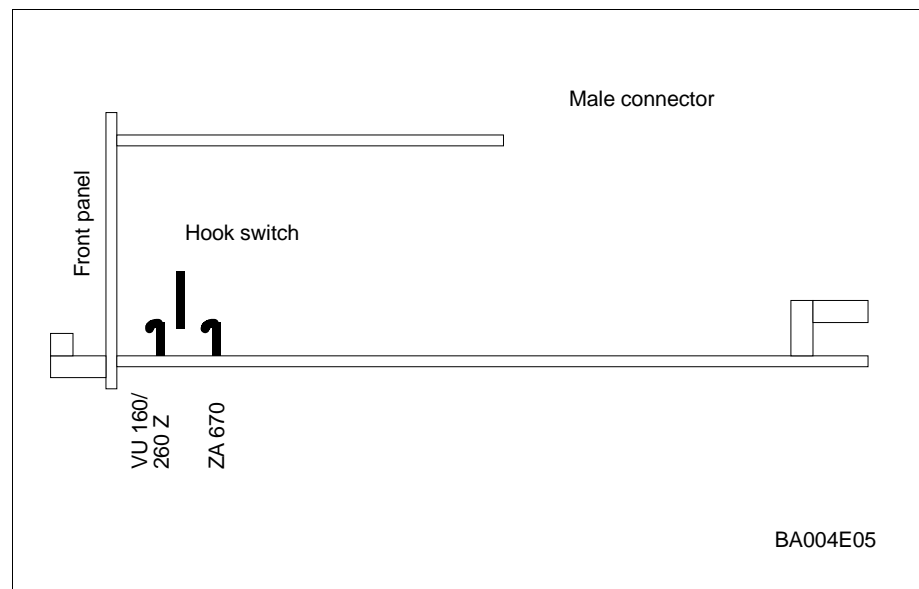 Male connector
Front panel
Hook switch
VU 160/
260 Z
ZA 670
BA004E05